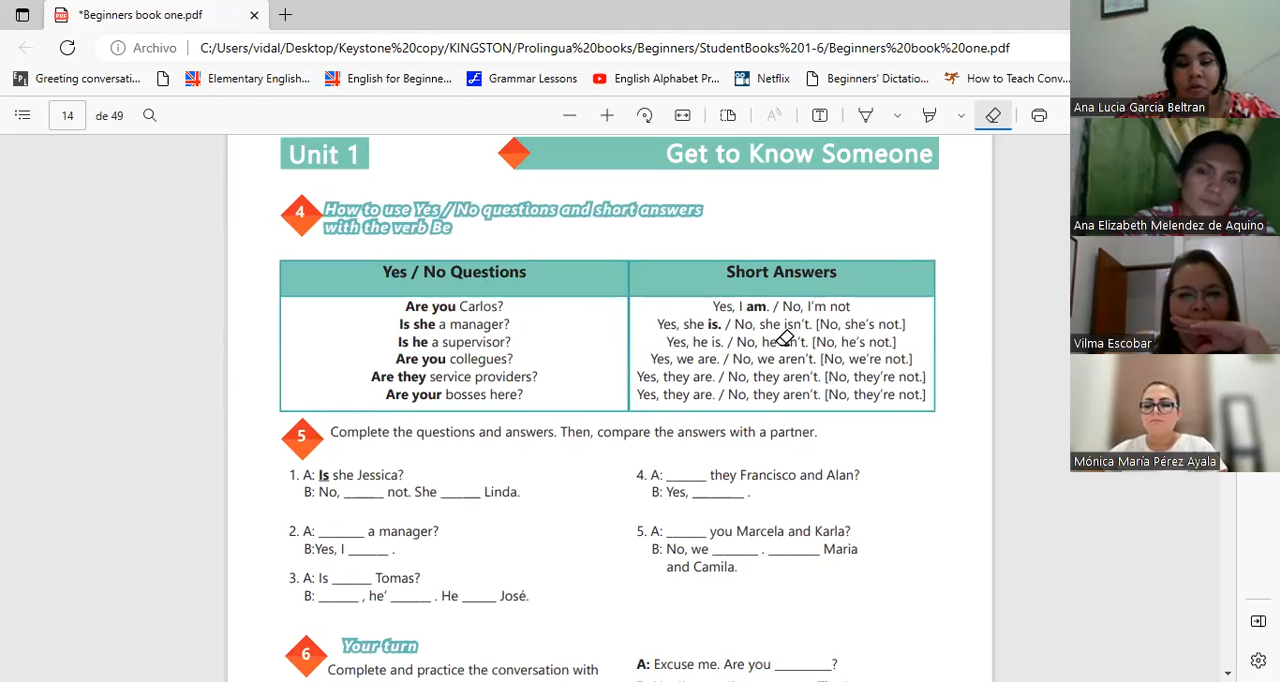 *Beginners book one.pdf
Archivo
C:/Users/vidal/Desktop/Keystone%20copy/KINGSTON/Prolingua%20books/Beginners/StudentBooks%201-6/Beginners%20book%20one.pdf
Greeting conversati...
Elementary English...
English for Beginne...
Grammar Lessons
English Alphabet Pr...
Netflix
Beginners' Dictatio...
How to Teach Conv...
14 de 49
Unit 1
Get to Know Someone
4 How to use Yes / No questions and short answers
with the verb Be
Yes / No Questions
Short Answers
Are you Carlos?
Yes, I am. / No, I'm not
Is she a manager?
Yes, she is. / No, she isn't. [No, she's not.]
Is he a supervisor?
Yes, he is. / No, he isn't. [No, he's not.]
Are you collegues?
Yes, we are. / No, we aren't. [No, we're not.]
Are they service providers?
Yes, they are. / No, they aren't. [No, they're not.]
Are your bosses here?
Yes, they are. / No, they aren't. [No, they're not.]
5 Complete the questions and answers. Then, compare the answers with a partner.
1. A: Is she Jessica?
B: No, ______ not. She ______ Linda.
2. A: _______ a manager?
B:Yes, I ______ .
3. A: Is ______ Tomas?
B: ______ , he' ______ . He _____ José.
4. A: ______ they Francisco and Alan?
B: Yes, ________ .
5. A: ______ you Marcela and Karla?
B: No, we _______ . ________ Maria
and Camila.
6 Your turn
Complete and practice the conversation with
A: Excuse me. Are you _________?
Ana Lucia Garcia Beltran
Ana Elizabeth Melendez de Aquino
Vilma Escobar
Mónica María Pérez Ayala